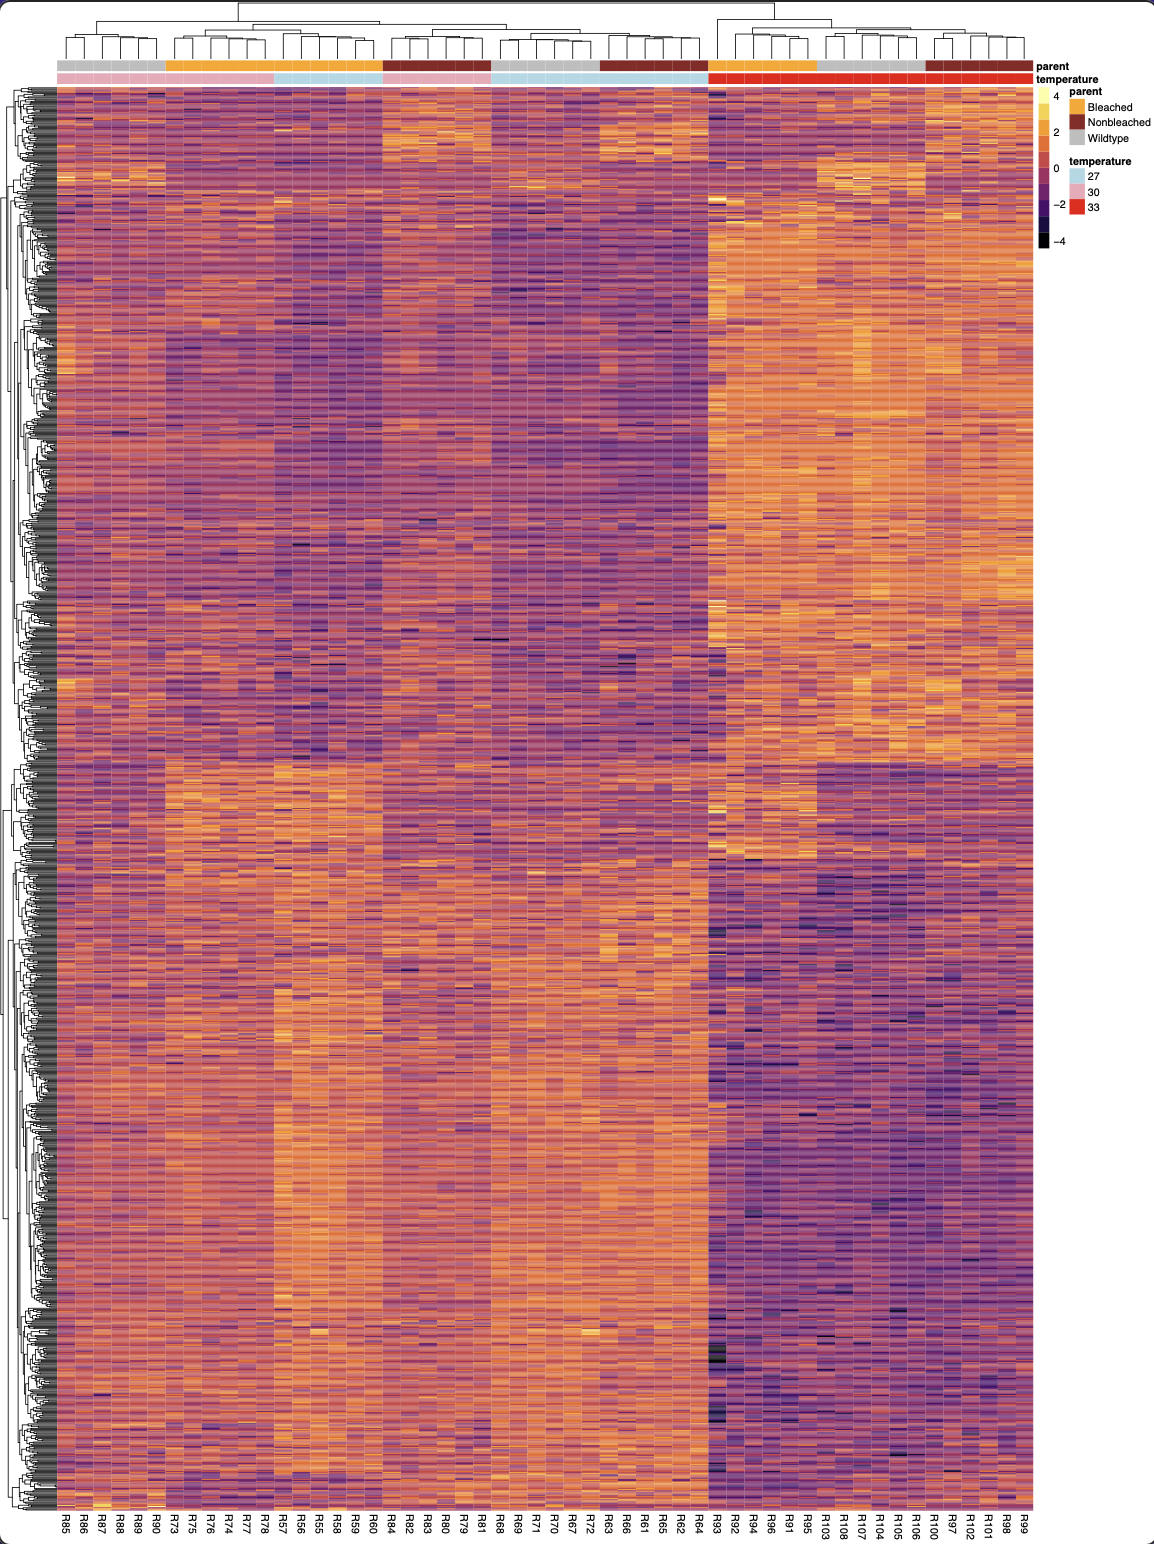 parent
temperature
4
2
0
−2
−4
parent
Bleached
Nonbleached
Wildtype
temperature
27
30
33
R85
R86
R87
R88
R89
R90
R73
R75
R76
R74
R77
R78
R57
R56
R55
R58
R59
R60
R84
R82
R83
R80
R79
R81
R68
R69
R71
R70
R67
R72
R63
R66
R61
R65
R62
R64
R93
R92
R94
R96
R91
R95
R103
R108
R107
R104
R105
R106
R100
R97
R102
R101
R98
R99